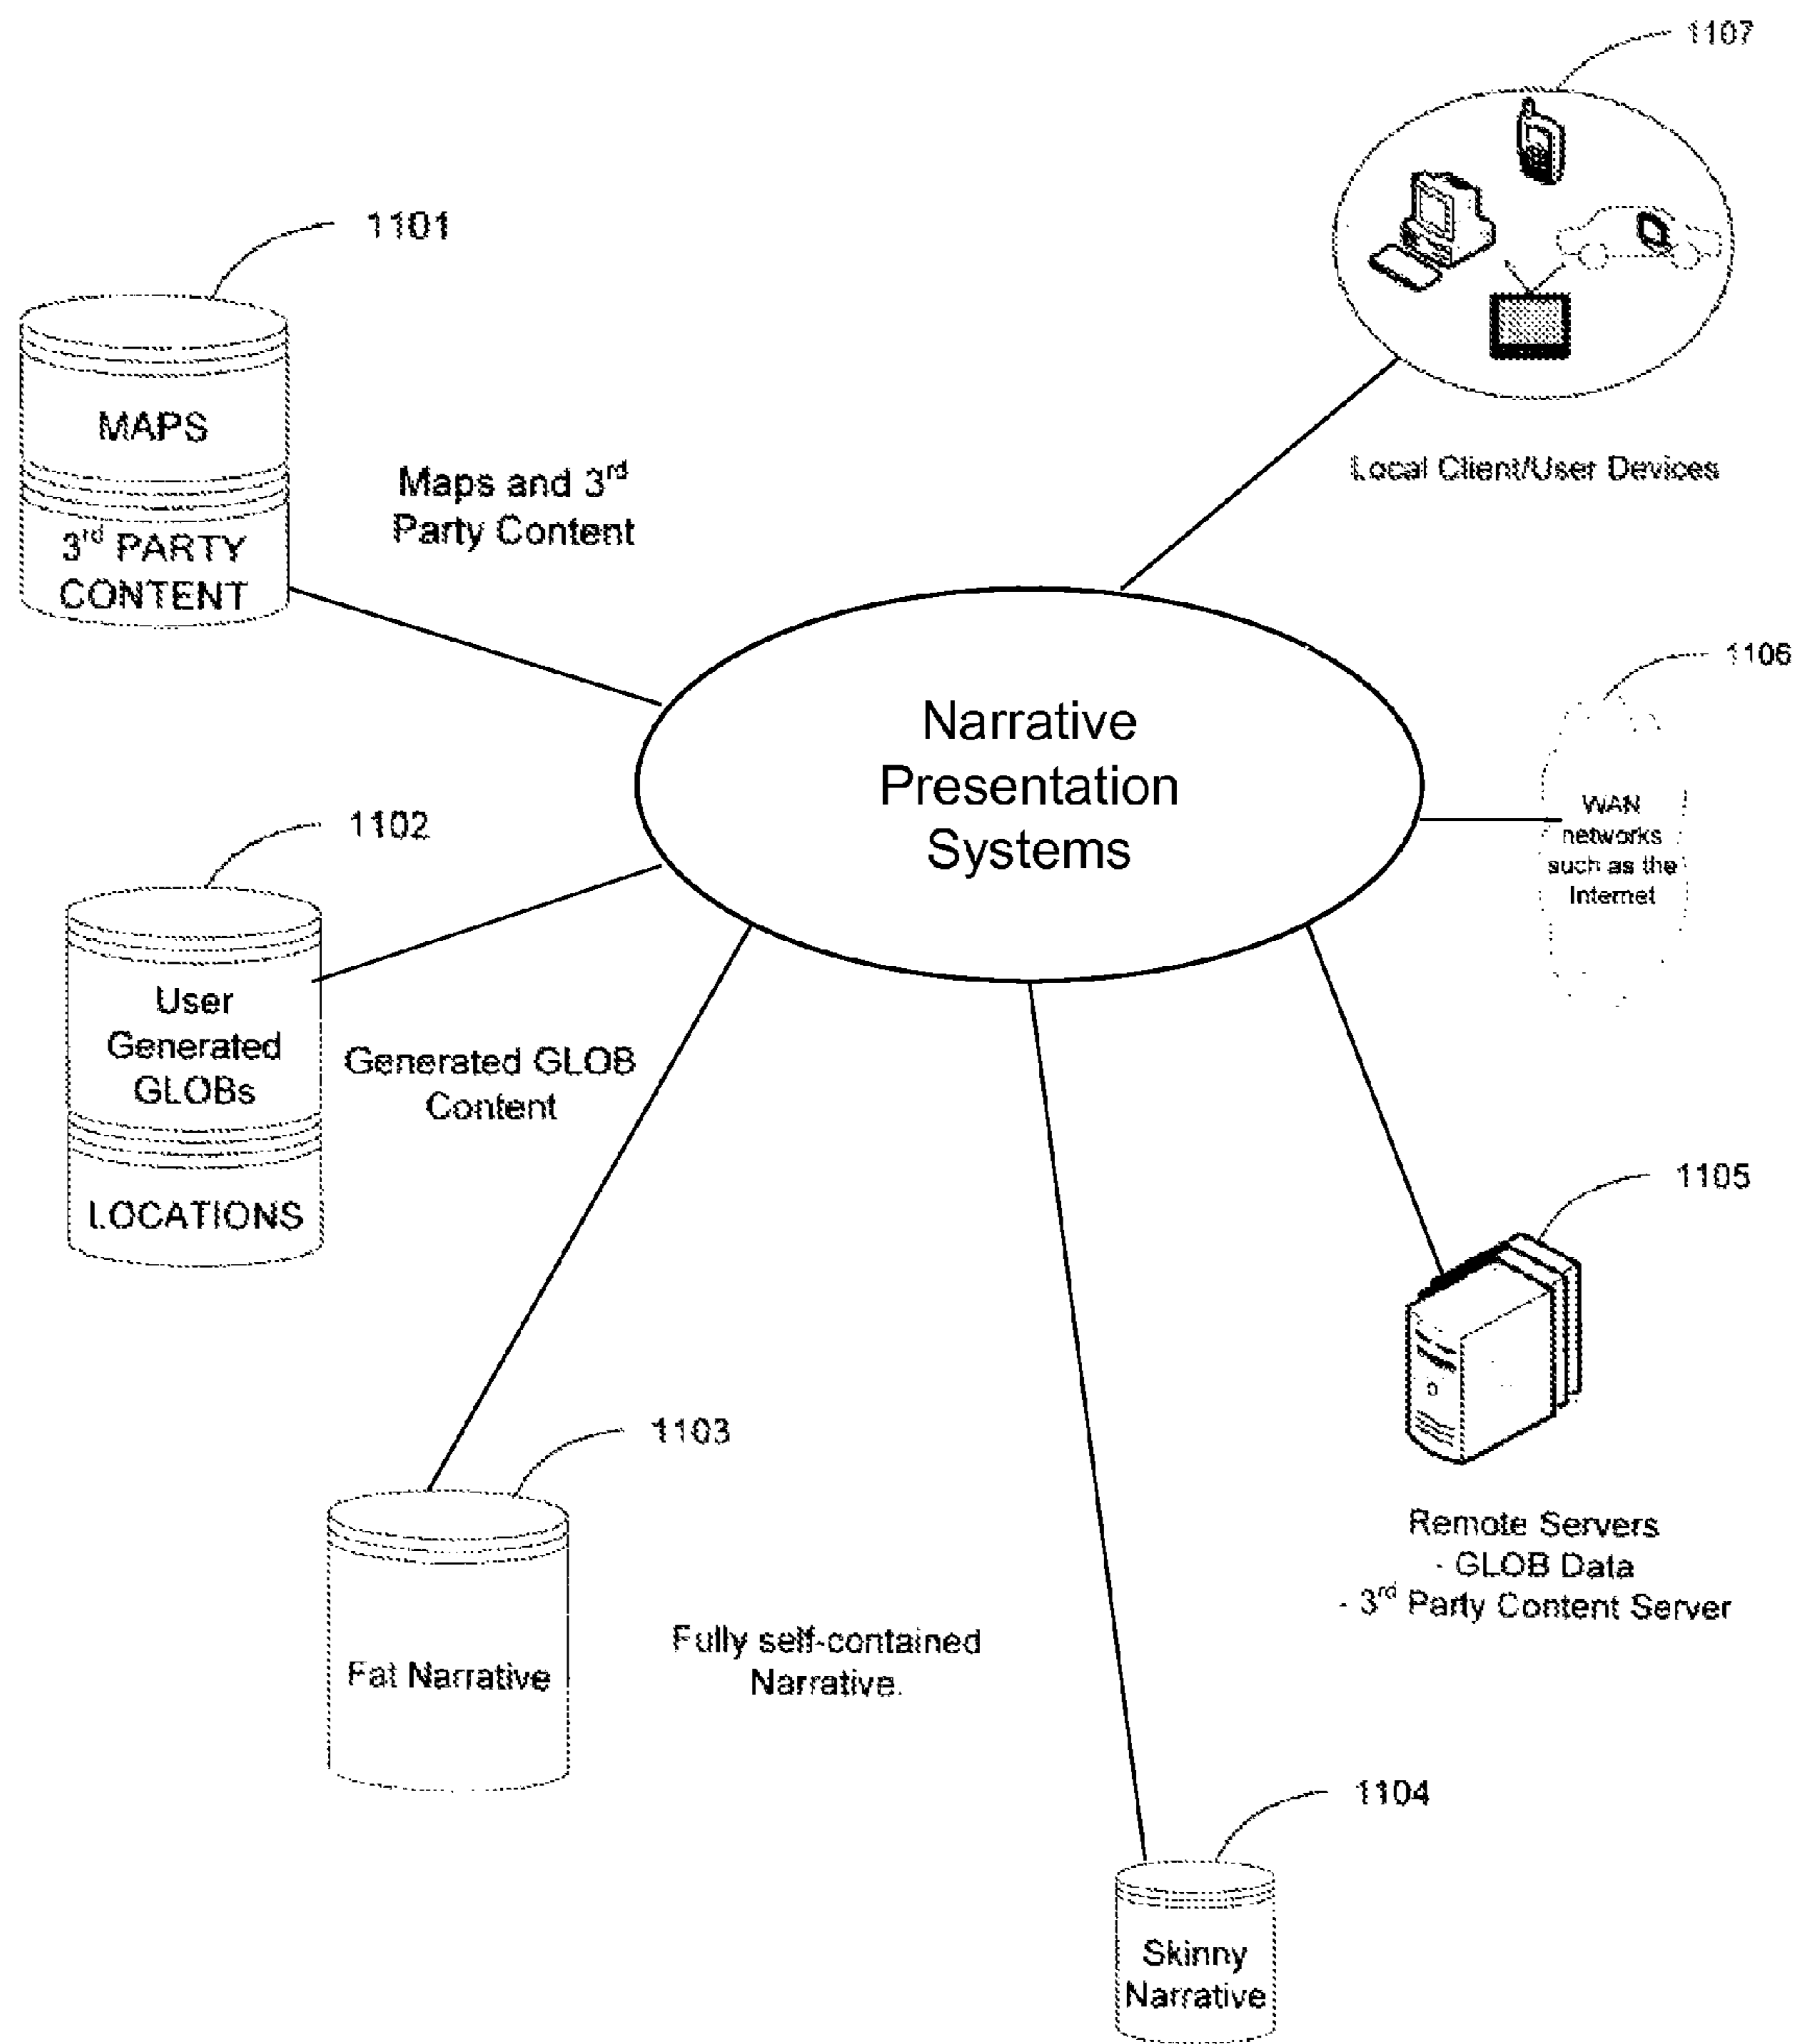 1107
1101
MAPS
3rd PARTY
CONTENT
Maps and 3rd
Party Content
Local Client/User Devices
1106
Narrative
Presentation
Systems
WAN
networks
such as the
Internet
1102
User
Generated
GLOBs
LOCATIONS
Generated GLOB
Content
1105
Remote Servers
- GLOB Data
- 3rd Party Content Server
1103
Fat Narrative
Fully self-contained
Narrative.
1104
Skinny
Narrative